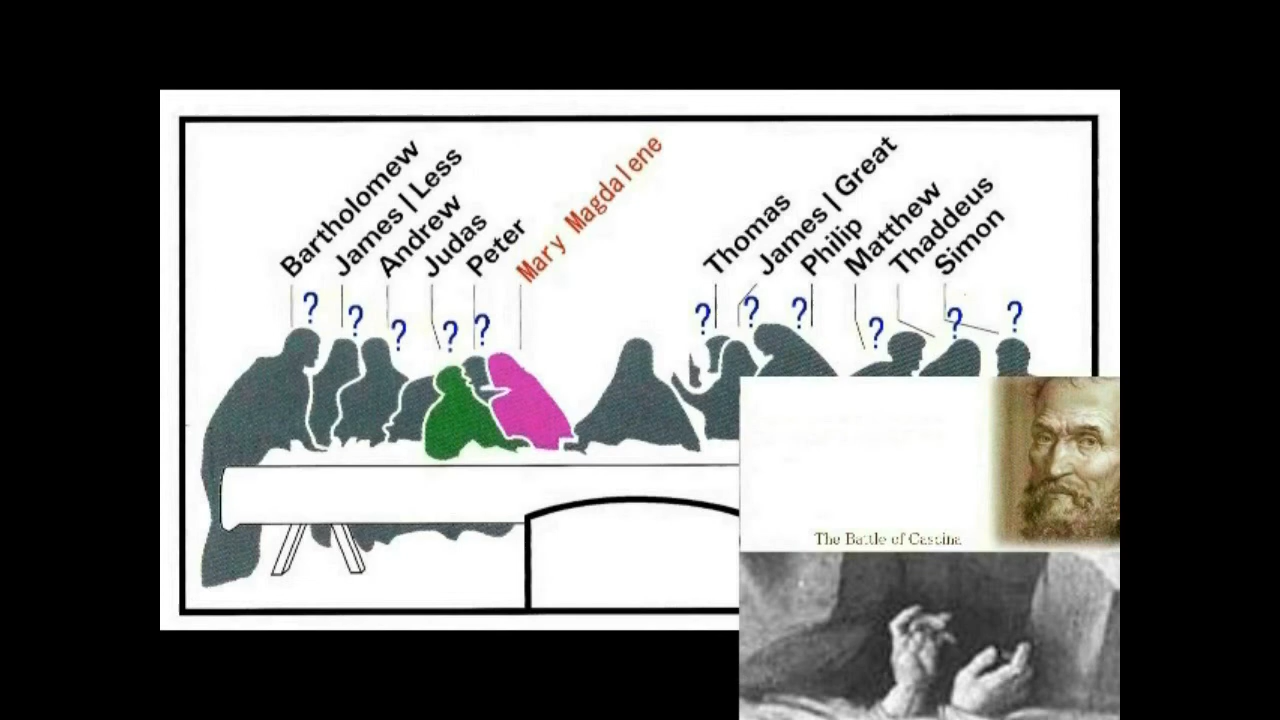 Bartholomew
James | Less
Andrew
Judas
Peter
Mary Magdalene
Thomas
James | Great
Philip
Matthew
Thaddeus
Simon
? ? ? ? ? ? ? ? ? ? ?
The Battle of Cascina